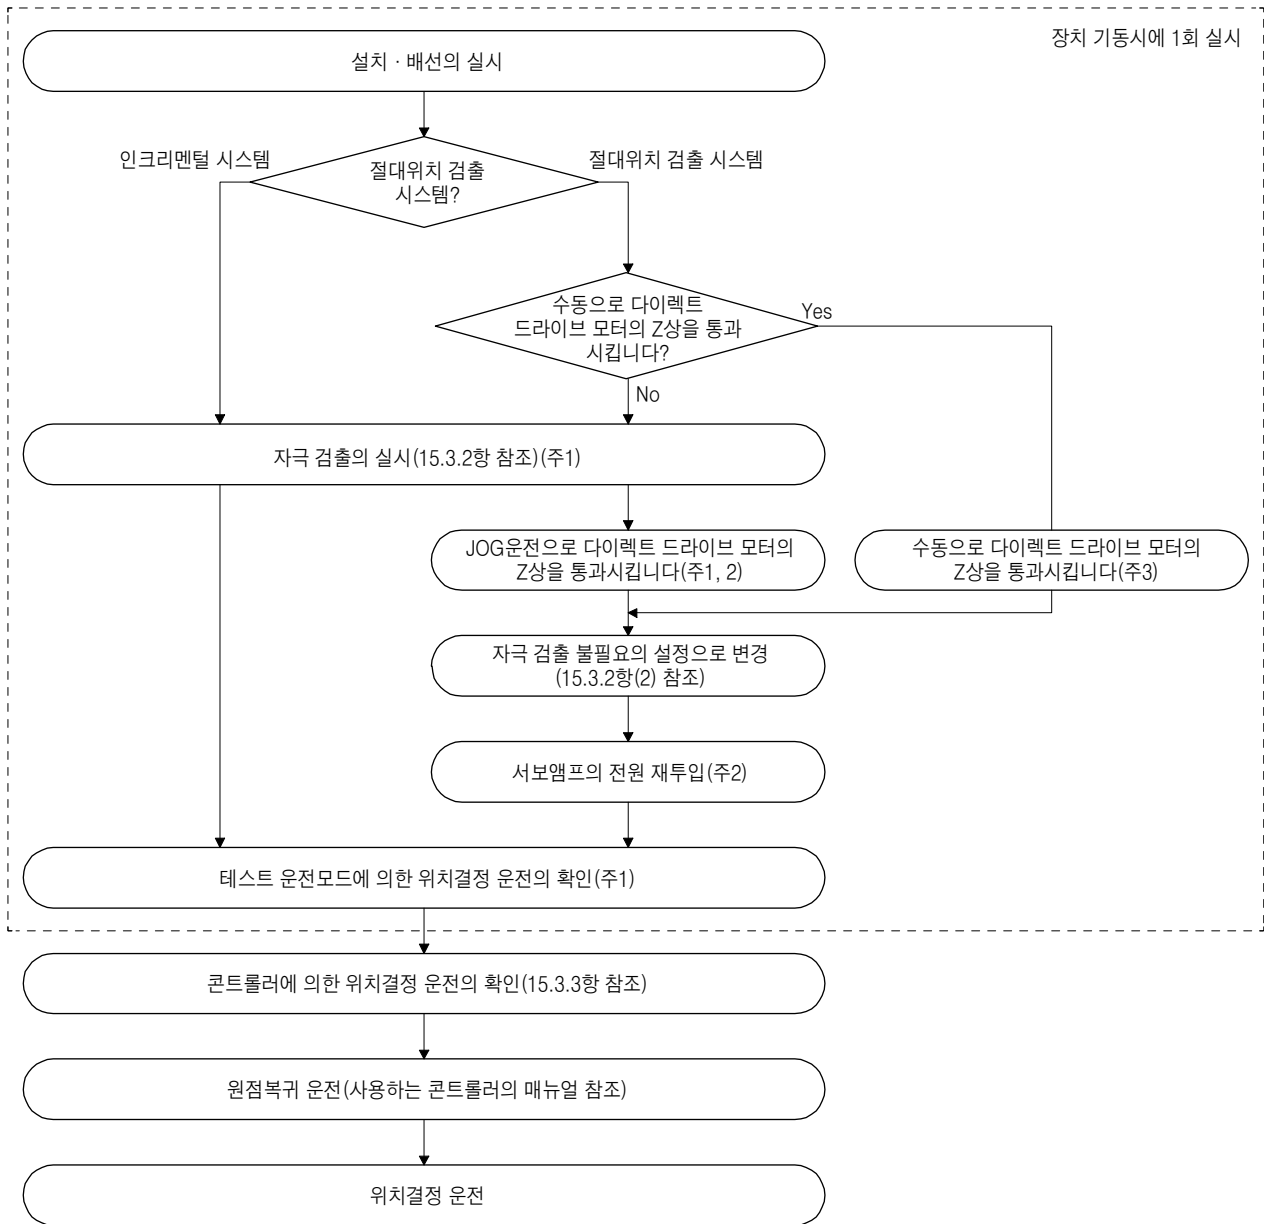 장치 기동시에 1회 실시
설치 · 배선의 실시
인크리멘털 시스템
절대위치 검출
시스템?
절대위치 검출 시스템
수동으로 다이렉트
드라이브 모터의 Z상을 통과
시킵니다?
Yes
No
자극 검출의 실시(15.3.2항 참조)(주1)
JOG운전으로 다이렉트 드라이브 모터의
Z상을 통과시킵니다(주1, 2)
수동으로 다이렉트 드라이브 모터의
Z상을 통과시킵니다(주3)
자극 검출 불필요의 설정으로 변경
(15.3.2항(2) 참조)
서보앰프의 전원 재투입(주2)
테스트 운전모드에 의한 위치결정 운전의 확인(주1)
콘트롤러에 의한 위치결정 운전의 확인(15.3.3항 참조)
원점복귀 운전(사용하는 콘트롤러의 매뉴얼 참조)
위치결정 운전